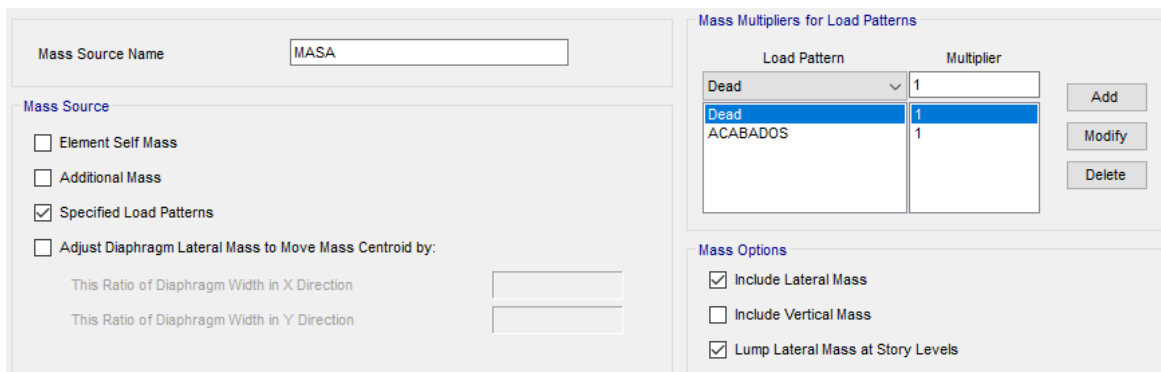 Mass Source Name
MASA
Mass Source
Element Self Mass
Additional Mass
Specified Load Patterns
Adjust Diaphragm Lateral Mass to Move Mass Centroid by:
This Ratio of Diaphragm Width in X Direction
This Ratio of Diaphragm Width in Y Direction
Mass Multipliers for Load Patterns
Load Pattern Multiplier
Dead 1
Dead 1
ACABADOS 1
Add
Modify
Delete
Mass Options
Include Lateral Mass
Include Vertical Mass
Lump Lateral Mass at Story Levels